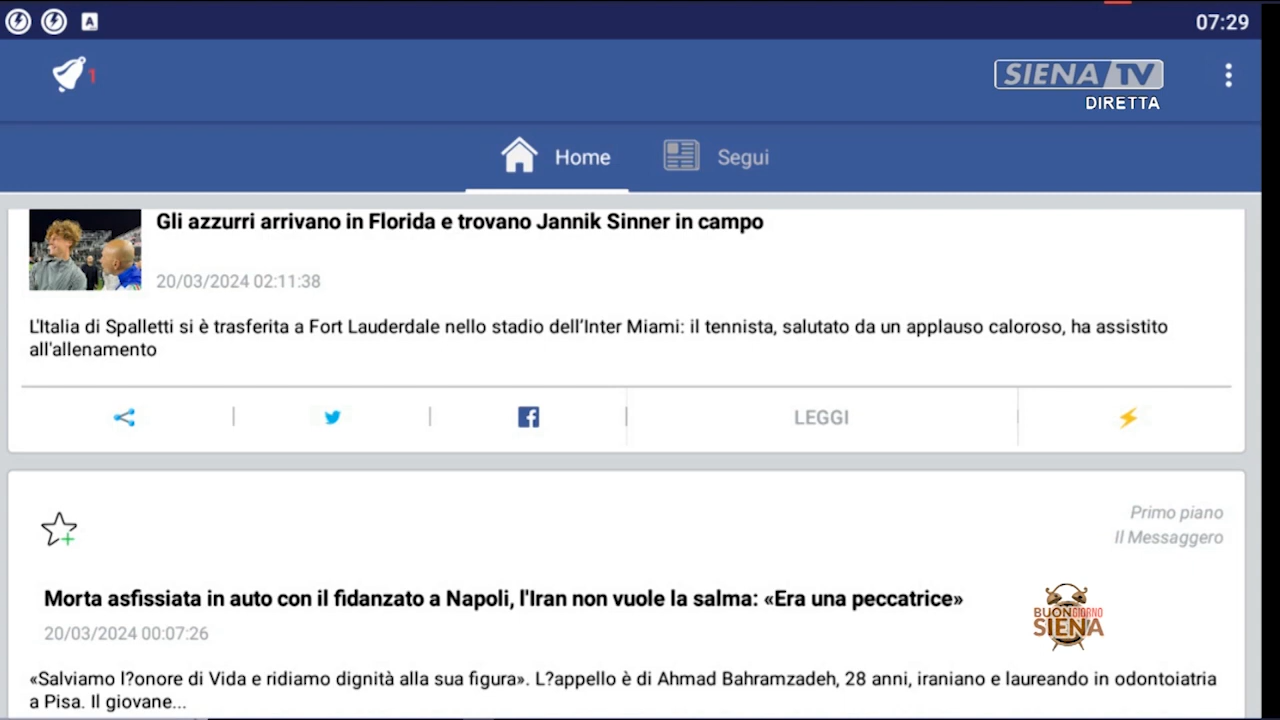 A
07:29
1
SIENA TV
DIRETTA
Home
Segui
Gli azzurri arrivano in Florida e trovano Jannik Sinner in campo
20/03/2024 02:11:38
L'Italia di Spalletti si è trasferita a Fort Lauderdale nello stadio dell’Inter Miami: il tennista, salutato da un applauso caloroso, ha assistito
all'allenamento
LEGGI
Primo piano
Il Messaggero
Morta asfissiata in auto con il fidanzato a Napoli, l'Iran non vuole la salma: «Era una peccatrice»
20/03/2024 00:07:26
BUONGIORNO
SIENA
«Salviamo l?onore di Vida e ridiamo dignità alla sua figura». L?appello è di Ahmad Bahramzadeh, 28 anni, iraniano e laureando in odontoiatria
a Pisa. Il giovane...